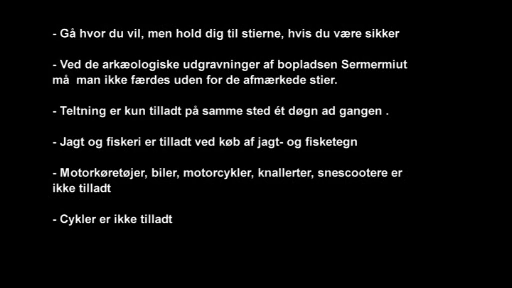 - Gå hvor du vil, men hold dig til stierne, hvis du være sikker
- Ved de arkæologiske udgravninger af bopladsen Sermermiut
må  man ikke færdes uden for de afmærkede stier.
- Teltning er kun tilladt på samme sted ét døgn ad gangen .
- Jagt og fiskeri er tilladt ved køb af jagt- og fisketegn
- Motorkøretøjer, biler, motorcykler, knallerter, snescootere er
ikke tilladt
- Cykler er ikke tilladt